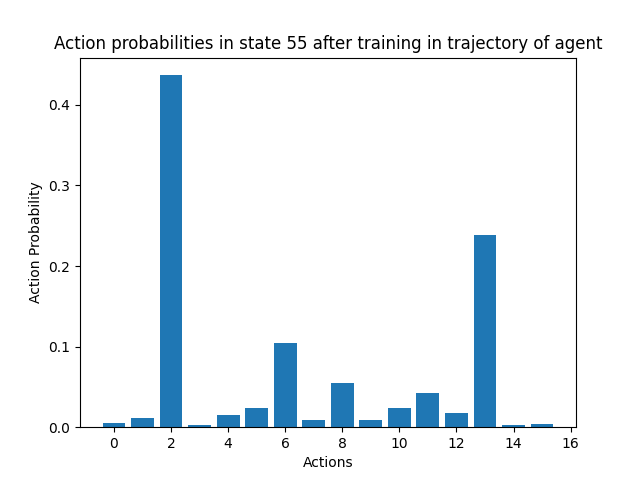 Action probabilities in state 55 after training in trajectory of agent
0.4
0.3
0.2
0.1
0.0
Action Probability
0 2 4 6 8 10 12 14 16
Actions